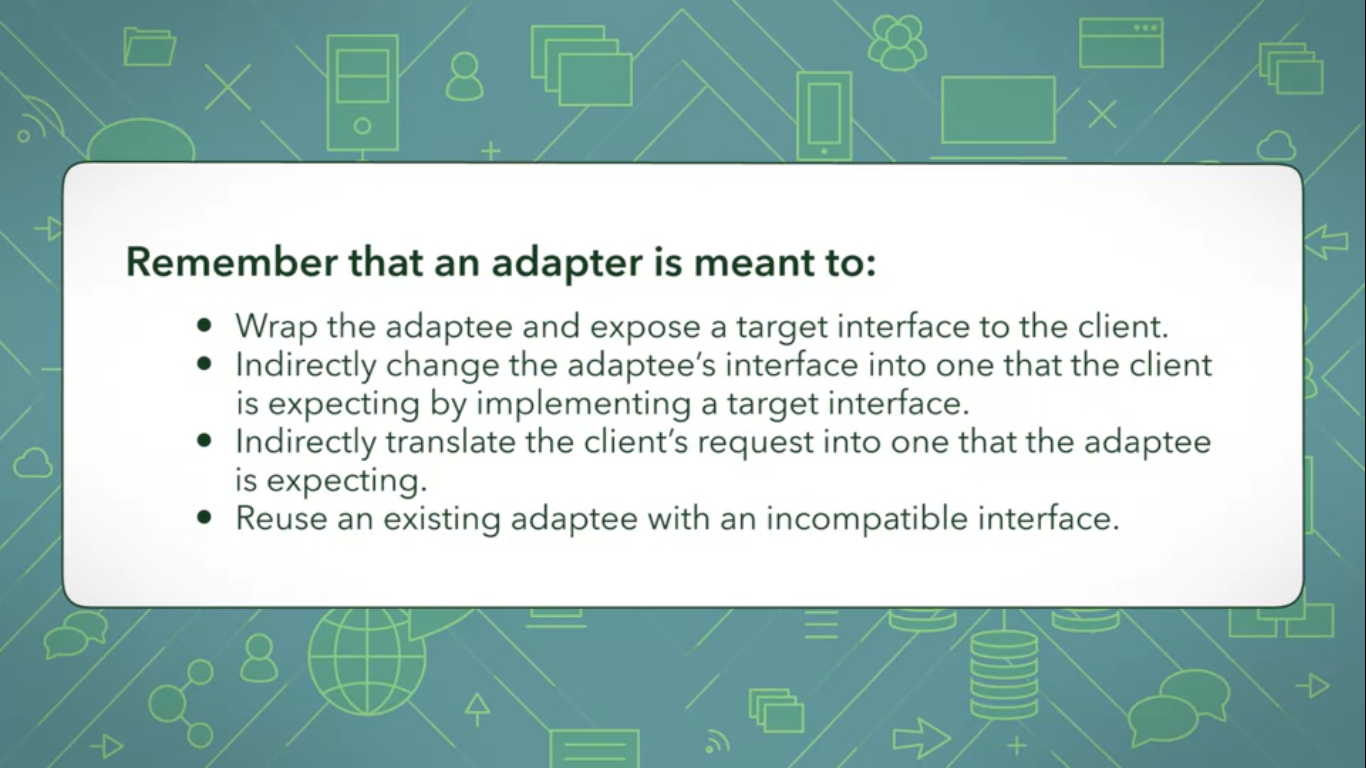 Remember that an adapter is meant to:
● Wrap the adaptee and expose a target interface to the client.
● Indirectly change the adaptee’s interface into one that the client
is expecting by implementing a target interface.
● Indirectly translate the client’s request into one that the adaptee
is expecting.
● Reuse an existing adaptee with an incompatible interface.